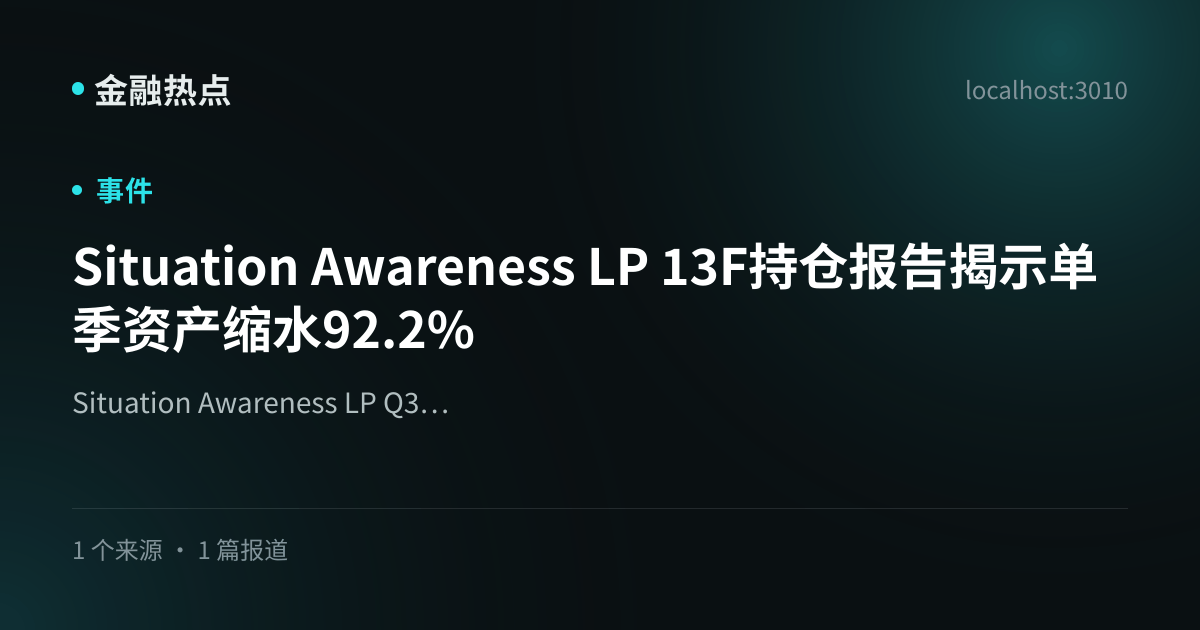 金融热点
localhost:3010
事件
Situation Awareness LP 13F持仓报告揭示单
季资产缩水92.2%
Situation Awareness LP Q3…
1 个来源 · 1 篇报道